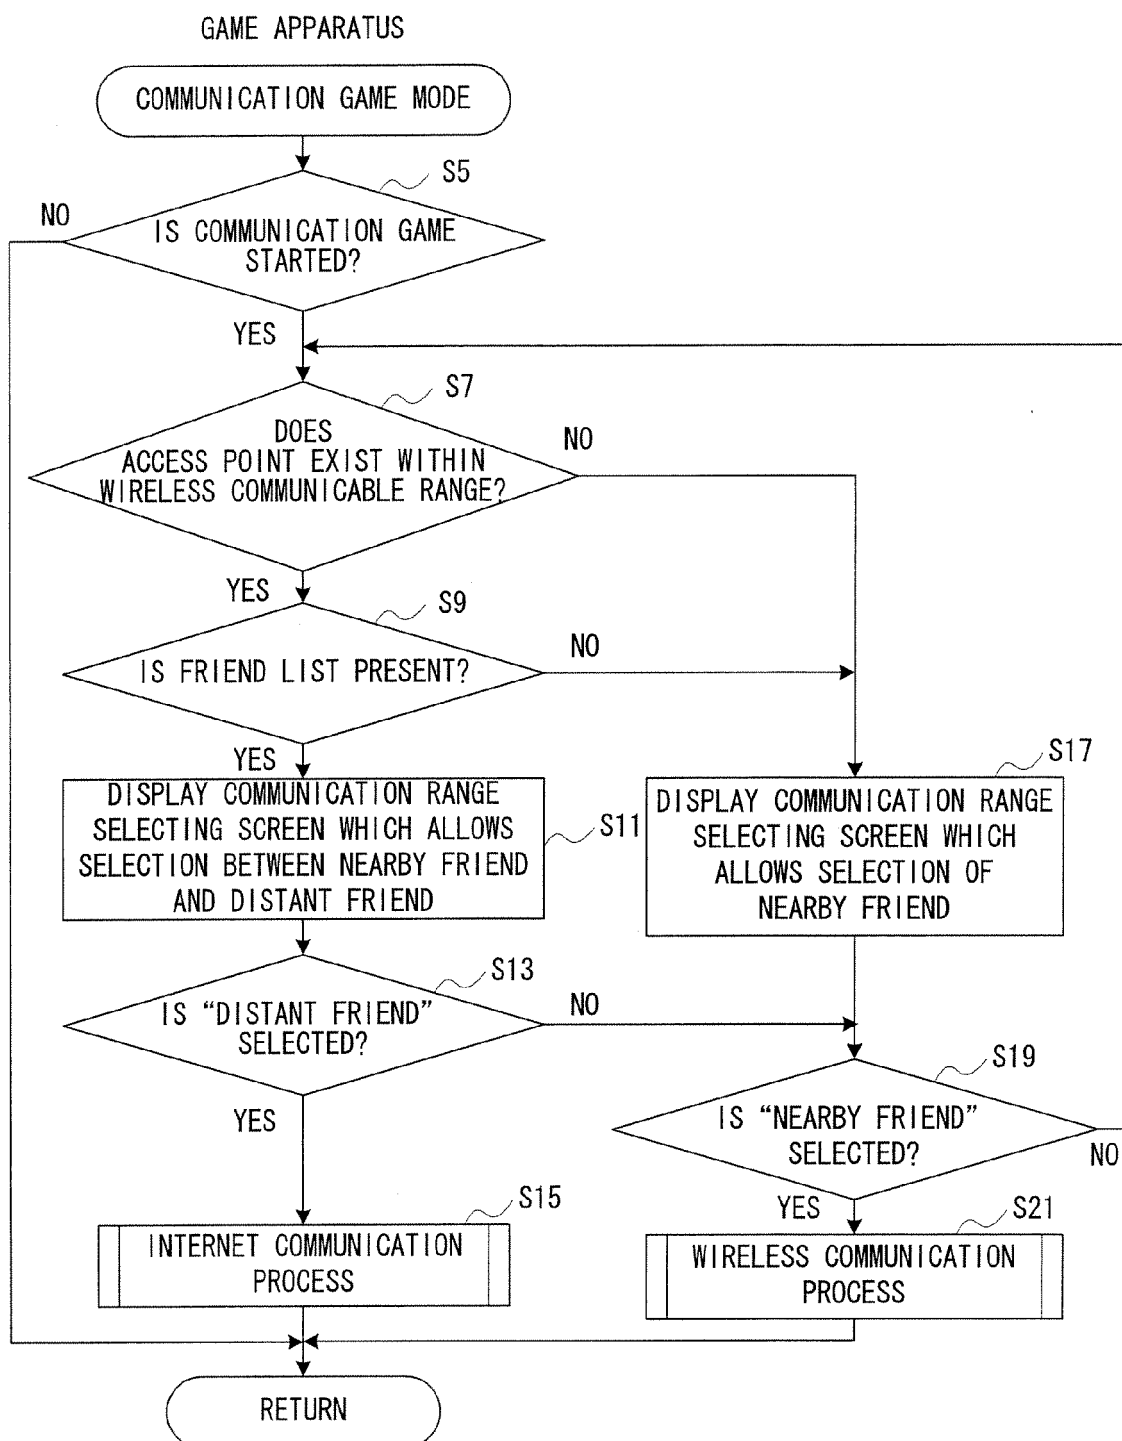 GAME APPARATUS
COMMUNICATION GAME MODE
S5
NO
IS COMMUNICATION GAME
STARTED?
YES
S7
DOES
ACCESS POINT EXIST WITHIN
WIRELESS COMMUNICABLE RANGE?
NO
YES
S9
IS FRIEND LIST PRESENT?
NO
YES
DISPLAY COMMUNICATION RANGE
SELECTING SCREEN WHICH ALLOWS
SELECTION BETWEEN NEARBY FRIEND
AND DISTANT FRIEND
S11
S17
DISPLAY COMMUNICATION RANGE
SELECTING SCREEN WHICH
ALLOWS SELECTION OF
NEARBY FRIEND
S13
IS “DISTANT FRIEND”
SELECTED?
NO
YES
S19
IS “NEARBY FRIEND”
SELECTED?
NO
YES
S15
INTERNET COMMUNICATION
PROCESS
S21
WIRELESS COMMUNICATION
PROCESS
RETURN